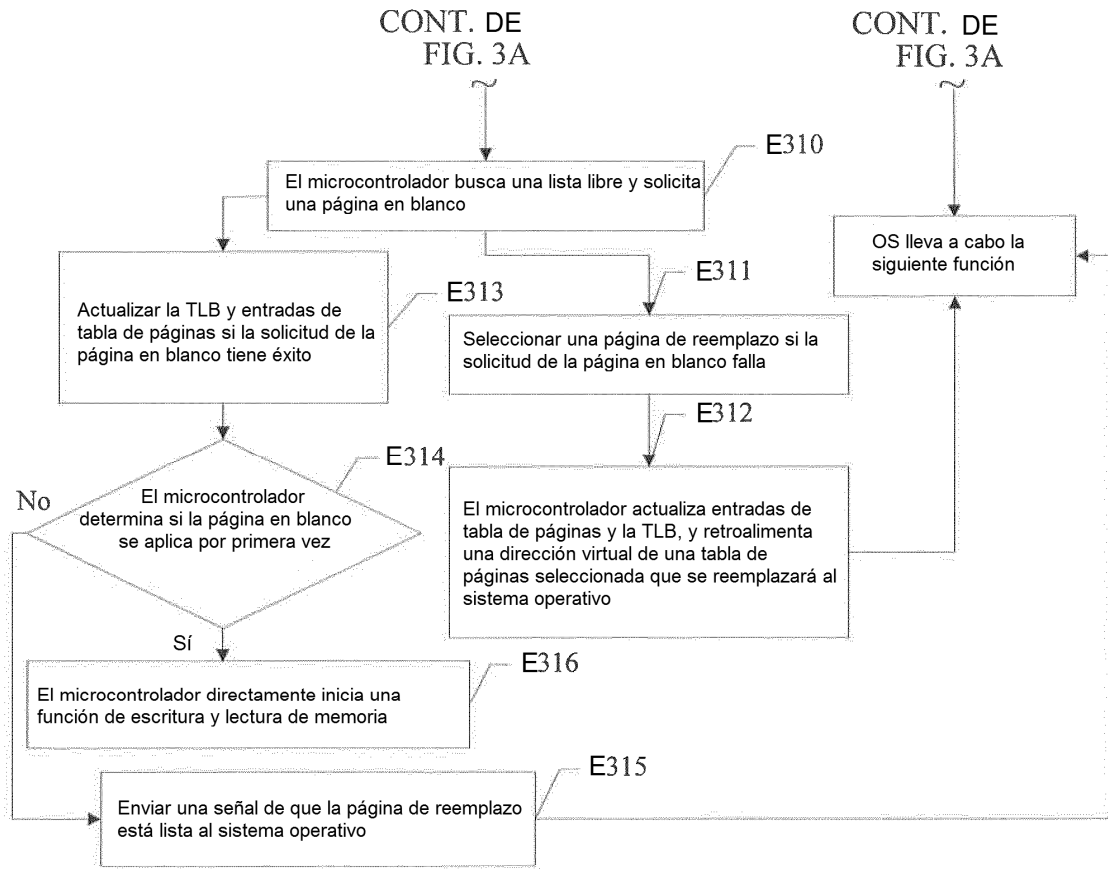 CONT. DE
FIG. 3A
CONT. DE
FIG. 3A
E310
El microcontrolador busca una lista libre y solicita
una página en blanco
OS lleva a cabo la
siguiente función
E311
E313
Actualizar la TLB y entradas de
tabla de páginas si la solicitud de la
página en blanco tiene éxito
Seleccionar una página de reemplazo si la
solicitud de la página en blanco falla
E312
E314
No
El microcontrolador
determina si la página en blanco
se aplica por primera vez
El microcontrolador actualiza entradas de
tabla de páginas y la TLB, y retroalimenta
una dirección virtual de una tabla de
páginas seleccionada que se reemplazará al
sistema operativo
Sí
E316
El microcontrolador directamente inicia una
función de escritura y lectura de memoria
E315
Enviar una señal de que la página de reemplazo
está lista al sistema operativo